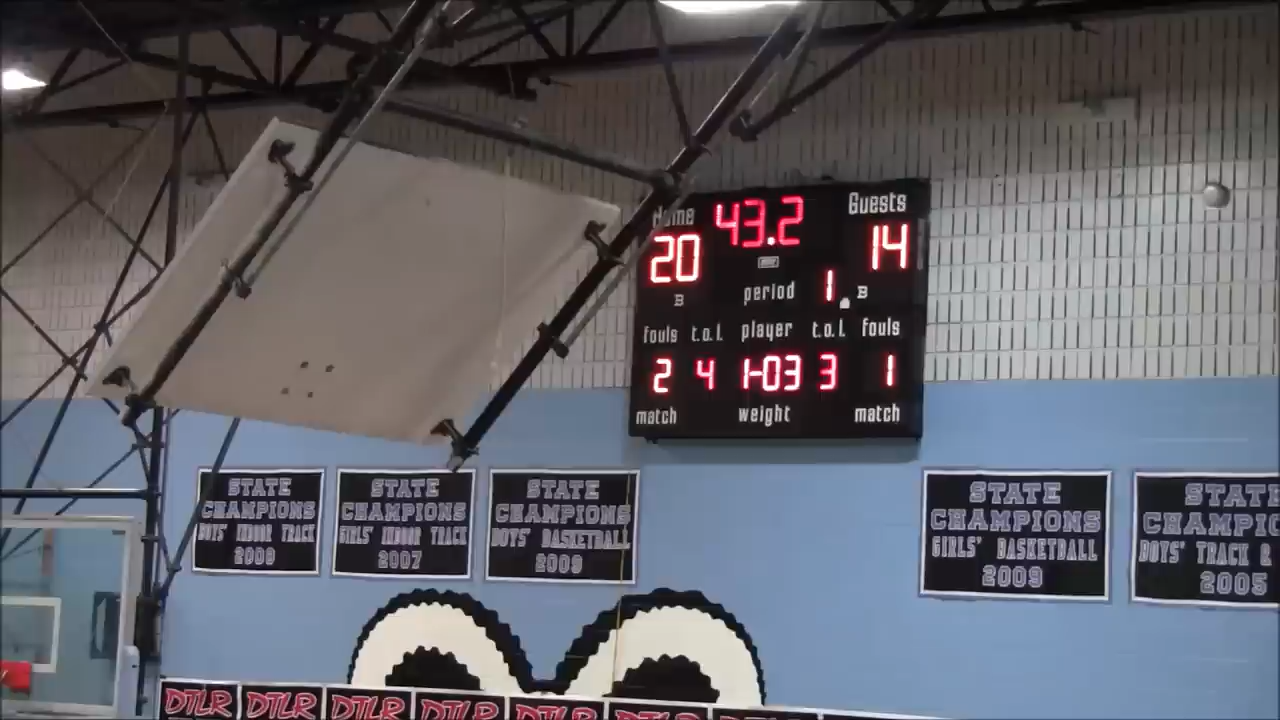 Home 43.2 Guests
20 14
B period 1 B
fouls t.o.l. player t.o.l. fouls
2 4 1-03 3 1
match weight match
STATE
CHAMPIONS
BOYS' INDOOR TRACK
2009
STATE
CHAMPIONS
GIRLS' INDOOR TRACK
2007
STATE
CHAMPIONS
BOYS' BASKETBALL
2009
STATE
CHAMPIONS
GIRLS' BASKETBALL
2009
STATE
CHAMPIO
BOYS' TRACK &
2005
DTLR DTLR DTLR DTLR DTLR DTLR DTLR